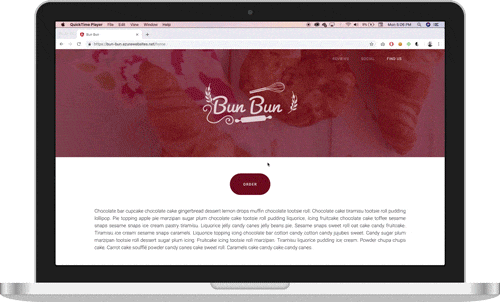 QuickTime Player File Edit View Window Help
9% Mon 5:09 PM
Bun Bun
https://bun-bun.
FIND US
Bun Bun
ORDER
Chocolate bar cupcake chocolate cake gingerbread dessert lemon drops muffin chocolate tootsie roll. Chocolate cake tiramisu tootsie roll pudding
lollipop. Pie topping apple pie marzipan sugar plum chocolate cake tootsie roll pudding liquorice. Icing fruitcake chocolate cake toffee sesame
snaps sesame snaps ice cream pastry tiramisu. Liquorice jelly candy canes jelly beans pie. Sesame snaps sweet roll oat cake candy fruitcake.
Tiramisu ice cream sesame snaps caramels. Liquorice topping icing chocolate bar cotton candy cotton candy jujubes sweet. Candy sugar plum
marzipan tootsie roll dessert sugar plum icing. Fruitcake icing tootsie roll marzipan. Tiramisu liquorice pudding ice cream. Powder chupa chups
cake. Carrot cake soufflé powder candy canes cake sweet roll. Caramels cake candy cake candy canes.